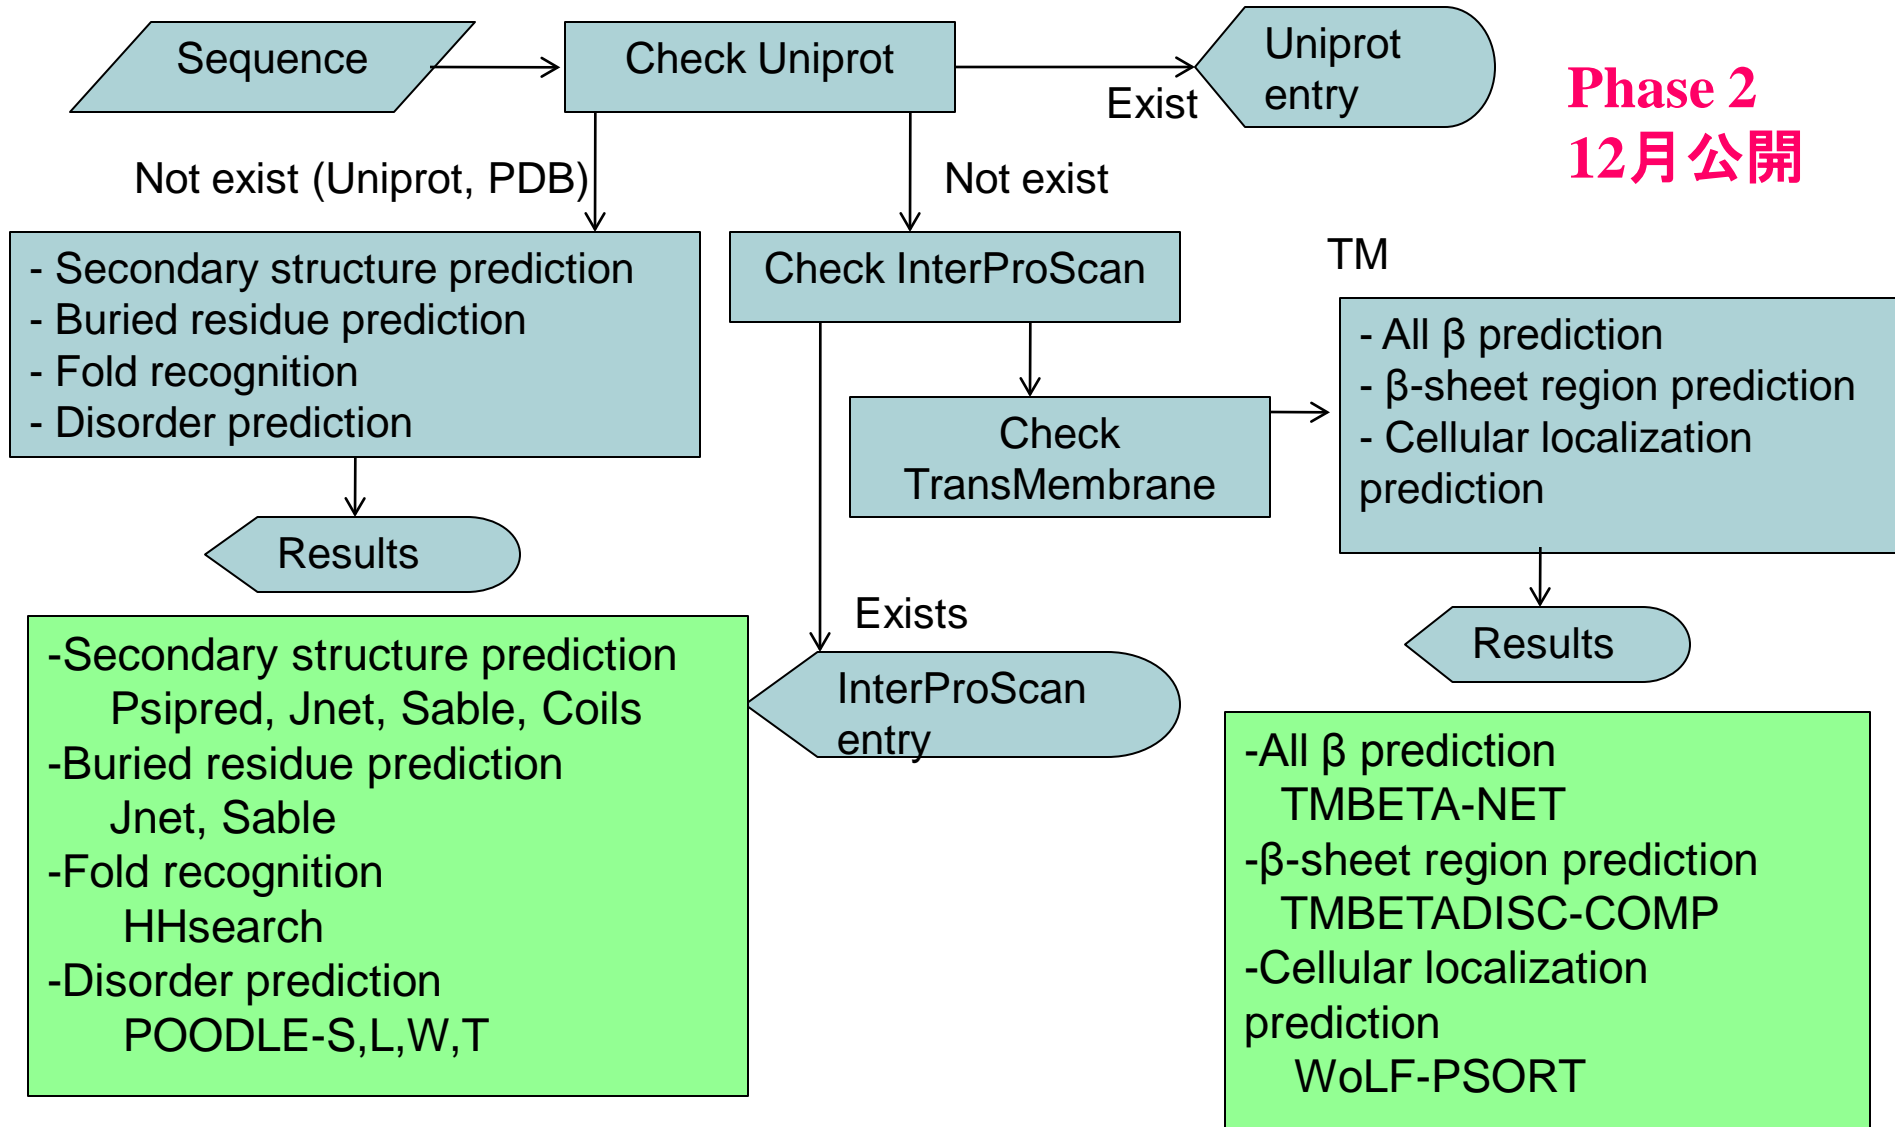 Sequence
Check Uniprot
Exist
Uniprot
entry
Phase 2
12月公開
Not exist (Uniprot, PDB)
Not exist
- Secondary structure prediction
- Buried residue prediction
- Fold recognition
- Disorder prediction
Check InterProScan
TM
- All β prediction
- β-sheet region prediction
- Cellular localization
prediction
Check
TransMembrane
Results
Exists
InterProScan
entry
Results
-Secondary structure prediction
Psipred, Jnet, Sable, Coils
-Buried residue prediction
Jnet, Sable
-Fold recognition
HHsearch
-Disorder prediction
POODLE-S,L,W,T
-All β prediction
TMBETA-NET
-β-sheet region prediction
TMBETADISC-COMP
-Cellular localization
prediction
WoLF-PSORT